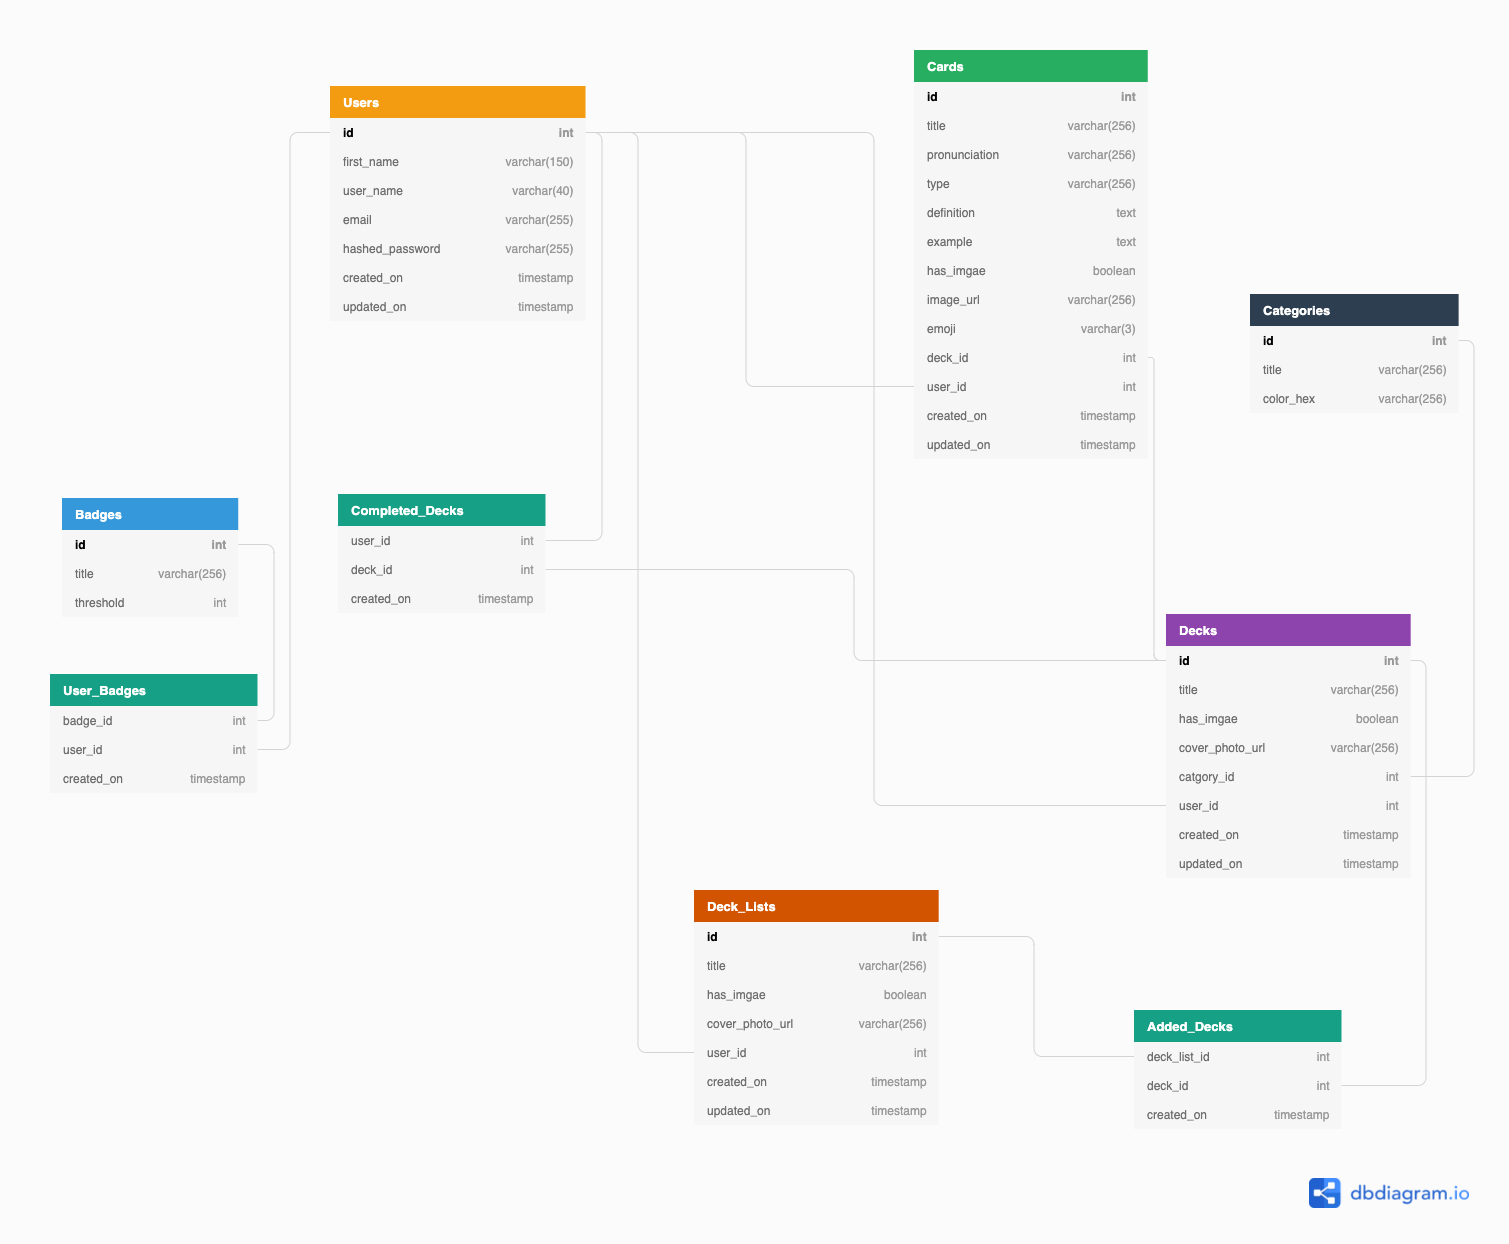 Users
id int
first_name varchar(150)
user_name varchar(40)
email varchar(255)
hashed_password varchar(255)
created_on timestamp
updated_on timestamp
Cards
id int
title varchar(256)
pronunciation varchar(256)
type varchar(256)
definition text
example text
has_imgae boolean
image_url varchar(256)
emoji varchar(3)
deck_id int
user_id int
created_on timestamp
updated_on timestamp
Categories
id int
title varchar(256)
color_hex varchar(256)
Badges
id int
title varchar(256)
threshold int
Completed_Decks
user_id int
deck_id int
created_on timestamp
User_Badges
badge_id int
user_id int
created_on timestamp
Decks
id int
title varchar(256)
has_imgae boolean
cover_photo_url varchar(256)
catgory_id int
user_id int
created_on timestamp
updated_on timestamp
Deck_Lists
id int
title varchar(256)
has_imgae boolean
cover_photo_url varchar(256)
user_id int
created_on timestamp
updated_on timestamp
Added_Decks
deck_list_id int
deck_id int
created_on timestamp
dbdiagram.io